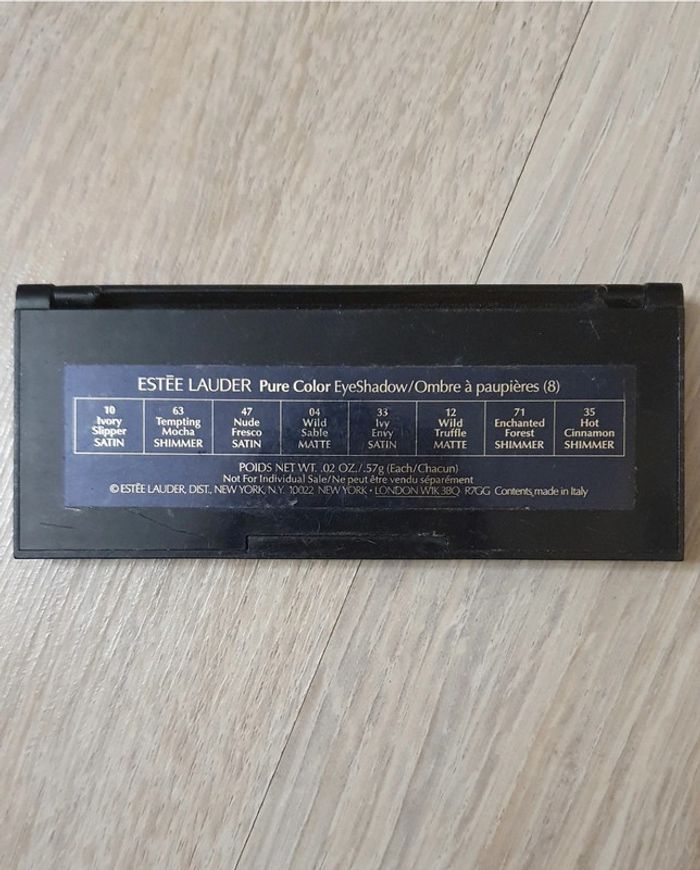 ESTĒE LAUDER Pure Color EyeShadow/Ombre à paupières (8)
10 63 47 04 33 12 71 35
Ivory Tempting Nude Wild Ivy Wild Enchanted Hot
Slipper Mocha Fresco Sable Envy Truffle Forest Cinnamon
SATIN SHIMMER SATIN MATTE SATIN MATTE SHIMMER SHIMMER
POIDS NET WT. .02 OZ./.57g (Each/Chacun)
Not For Individual Sale/Ne peut être vendu séparément
© ESTĒE LAUDER, DIST., NEW YORK, N.Y. 10022 NEW YORK • LONDON W1K 3BQ R7GG Contents made in Italy